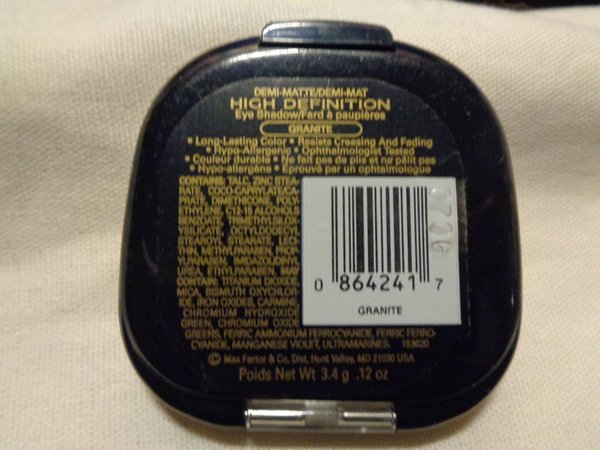 DEMI-MATTE/DEMI-MAT
HIGH DEFINITION
Eye Shadow/Fard à paupières
GRANITE
• Long-Lasting Color • Resists Creasing And Fading
• Hypo-Allergenic • Ophthalmologist Tested
• Couleur durable • Ne fait pas de plis et ne pâlit pas
• Hypo-allergène • Éprouvé par un ophtalmologue
CONTAINS: TALC, ZINC STEA-
RATE, COCO-CAPRYLATE/CA-
PRATE, DIMETHICONE, POLY
ETHYLENE, C12-15 ALCOHOLS
BENZOATE, TRIMETHYLSILOX-
YSILICATE, OCTYLDODECYL
STEAROYL STEARATE, LECI-
THIN, METHYLPARABEN, PROP-
YLPARABEN, IMIDAZOLIDINYL
UREA, ETHYLPARABEN, MAY
CONTAIN: TITANIUM DIOXIDE,
MICA, BISMUTH OXYCHLOR-
IDE, IRON OXIDES, CARMINE,
CHROMIUM HYDROXIDE
GREEN, CHROMIUM OXIDE
GREENS, FERRIC AMMONIUM FERROCYANIDE, FERRIC FERRO-
CYANIDE, MANGANESE VIOLET, ULTRAMARINES. 153620
0 864241 7
GRANITE
© Max Factor & Co, Dist, Hunt Valley, MD 21030 USA
Poids Net Wt 3.4 g .12 oz